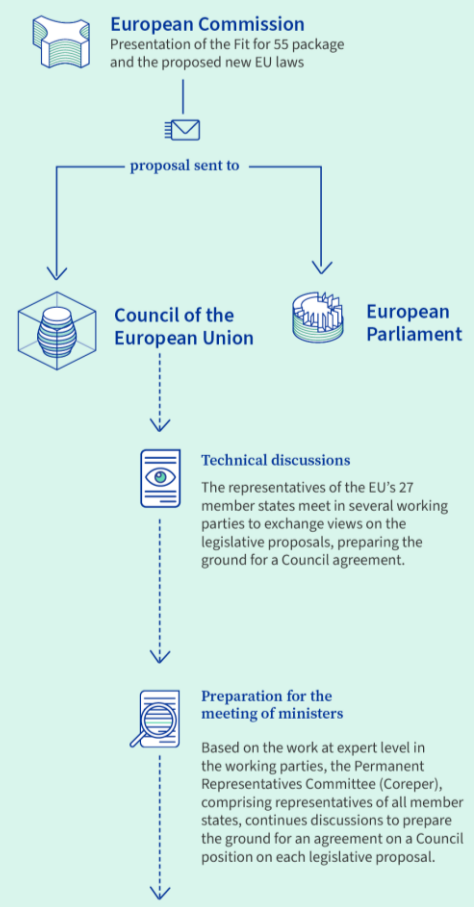 European Commission
Presentation of the Fit for 55 package
and the proposed new EU laws
proposal sent to
Council of the
European Union
European
Parliament
Technical discussions
The representatives of the EU’s 27
member states meet in several working
parties to exchange views on the
legislative proposals, preparing the
ground for a Council agreement.
Preparation for the
meeting of ministers
Based on the work at expert level in
the working parties, the Permanent
Representatives Committee (Coreper),
comprising representatives of all member
states, continues discussions to prepare
the ground for an agreement on a Council
position on each legislative proposal.